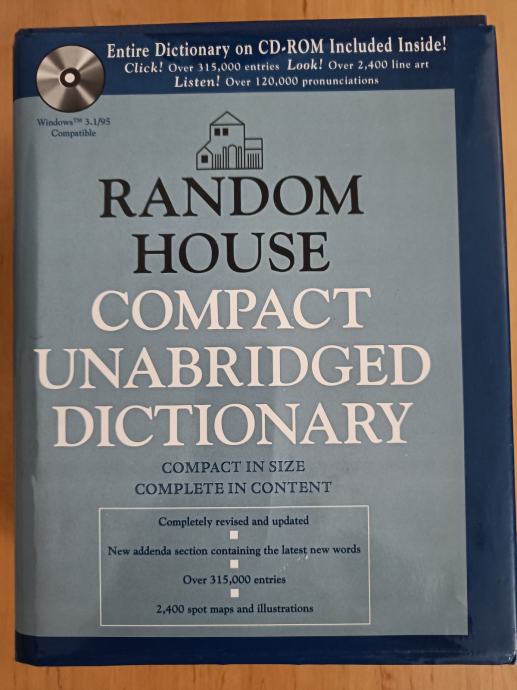 Entire Dictionary on CD-ROM Included Inside!
Click! Over 315,000 entries Look! Over 2,400 line art
Listen! Over 120,000 pronunciations
Windows™ 3.1/95
Compatible
RANDOM
HOUSE
COMPACT
UNABRIDGED
DICTIONARY
COMPACT IN SIZE
COMPLETE IN CONTENT
Completely revised and updated
New addenda section containing the latest new words
Over 315,000 entries
2,400 spot maps and illustrations